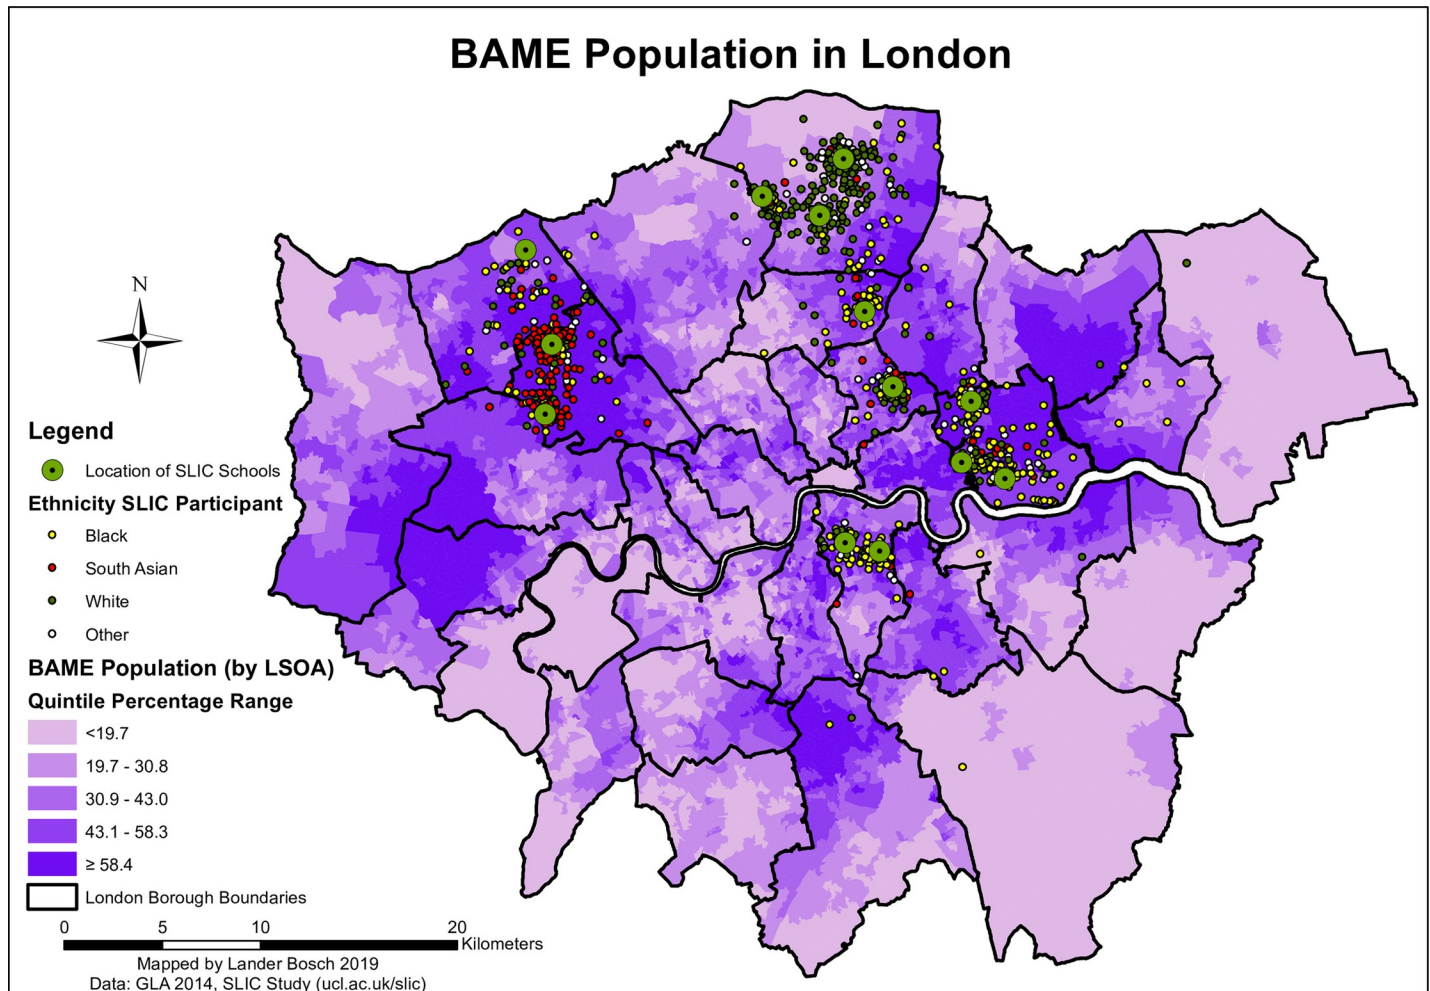 BAME Population in London
N
Legend
Location of SLIC Schools
Ethnicity SLIC Participant
Black
South Asian
White
Other
BAME Population (by LSOA)
Quintile Percentage Range
<19.7
19.7 - 30.8
30.9 - 43.0
43.1 - 58.3
≥ 58.4
London Borough Boundaries
0 5 10 20
Kilometers
Mapped by Lander Bosch 2019
Data: GLA 2014, SLIC Study (ucl.ac.uk/slic)